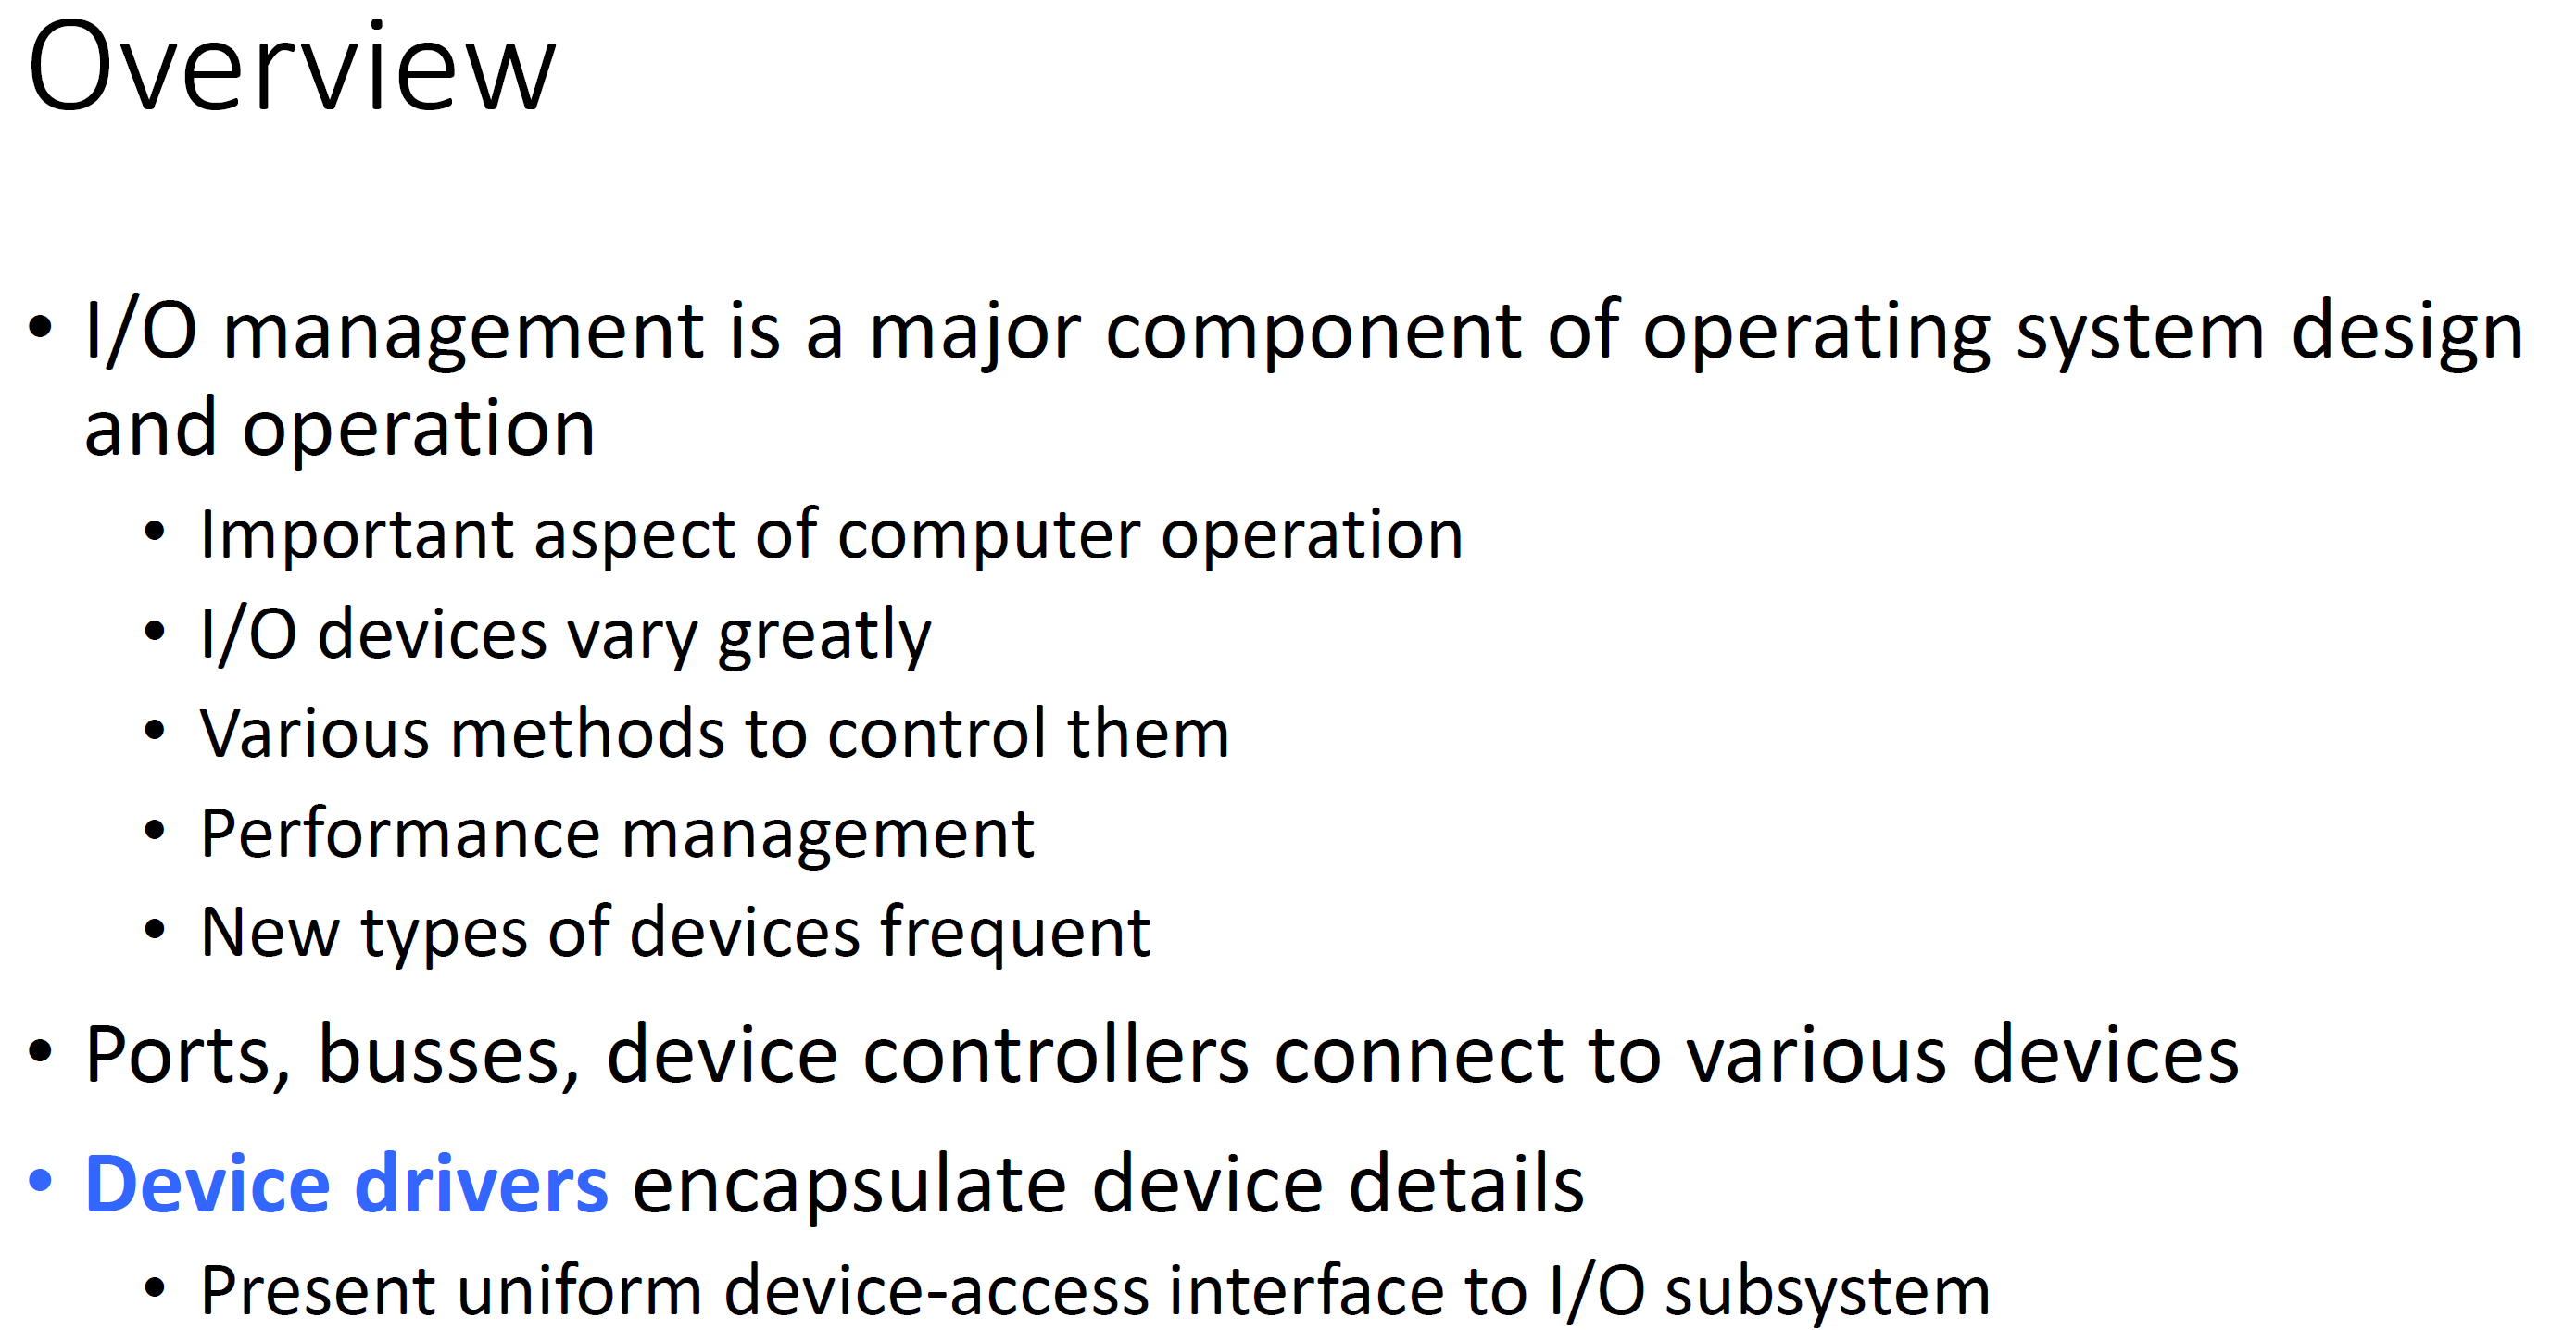 Overview
• I/O management is a major component of operating system design
and operation
• Important aspect of computer operation
• I/O devices vary greatly
• Various methods to control them
• Performance management
• New types of devices frequent
• Ports, busses, device controllers connect to various devices
• Device drivers encapsulate device details
• Present uniform device-access interface to I/O subsystem